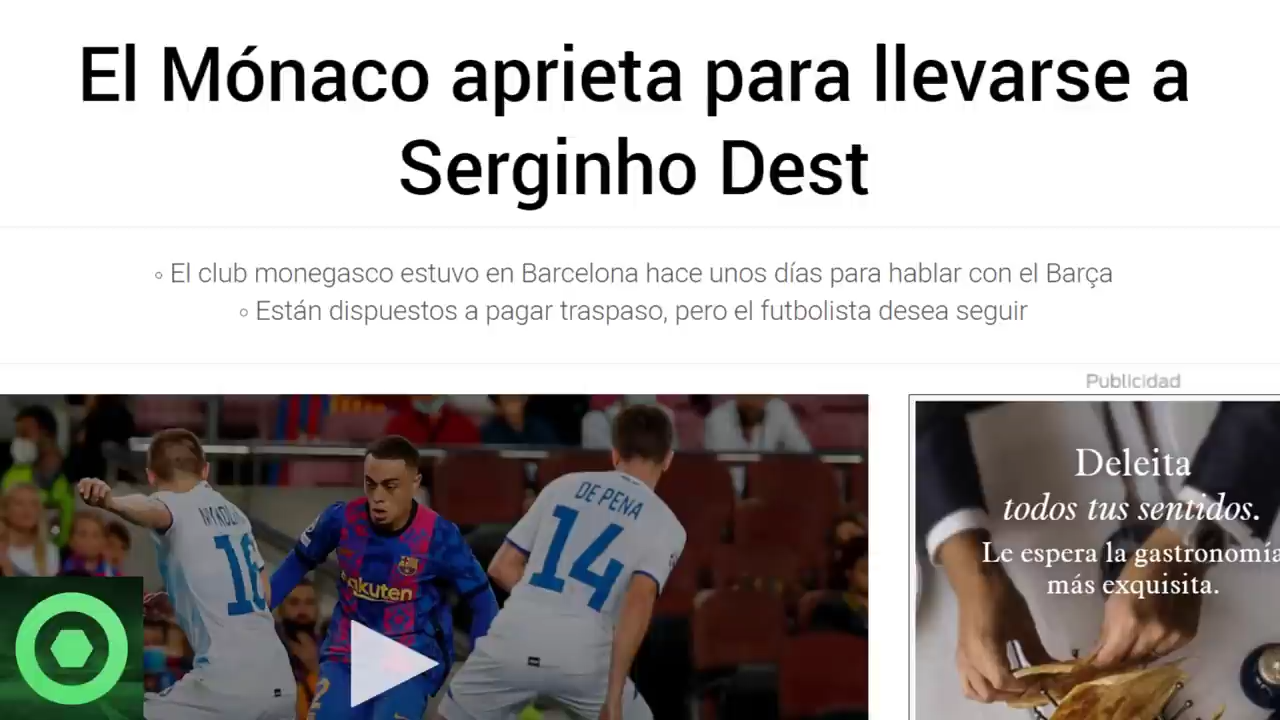 El Mónaco aprieta para llevarse a
Serginho Dest
◦ El club monegasco estuvo en Barcelona hace unos días para hablar con el Barça
◦ Están dispuestos a pagar traspaso, pero el futbolista desea seguir
Publicidad
DE PENA
14
16
Rakuten
2
Deleita
todos tus sentidos.
Le espera la gastronomía
más exquisita.